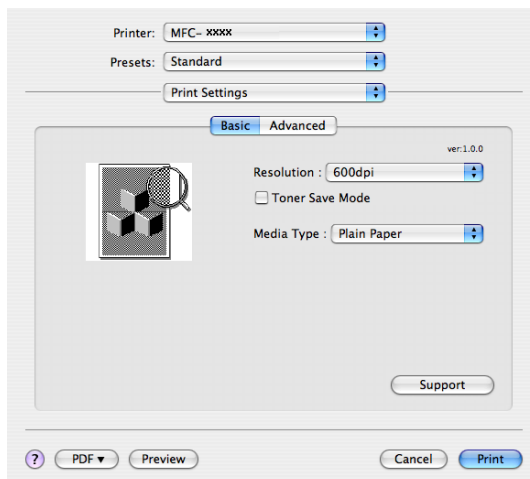 Printer: MFC- xxxx
Presets: Standard
Print Settings
Basic Advanced
ver:1.0.0
Resolution : 600dpi
Toner Save Mode
Media Type : Plain Paper
Support
? PDF▼ Preview Cancel Print